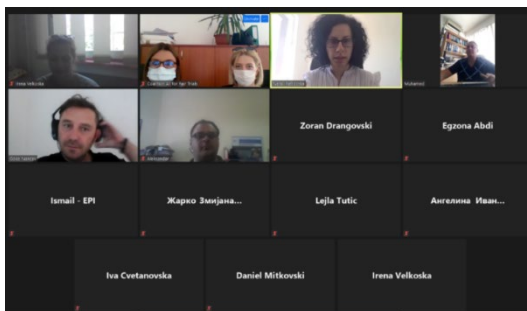 Zoran Drangovski
Egzona Abdi
Ismail - EPI
Жарко Змијана...
Lejla Tutic
Ангелина Иван...
Iva Cvetanovska
Daniel Mitkovski
Irena Velkoska